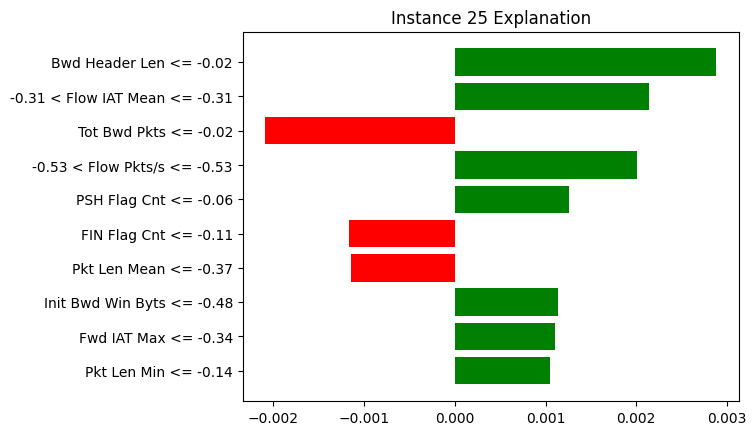 Instance 25 Explanation
Bwd Header Len <= -0.02
-0.31 < Flow IAT Mean <= -0.31
Tot Bwd Pkts <= -0.02
-0.53 < Flow Pkts/s <= -0.53
PSH Flag Cnt <= -0.06
FIN Flag Cnt <= -0.11
Pkt Len Mean <= -0.37
Init Bwd Win Byts <= -0.48
Fwd IAT Max <= -0.34
Pkt Len Min <= -0.14
−0.002 −0.001 0.000 0.001 0.002 0.003